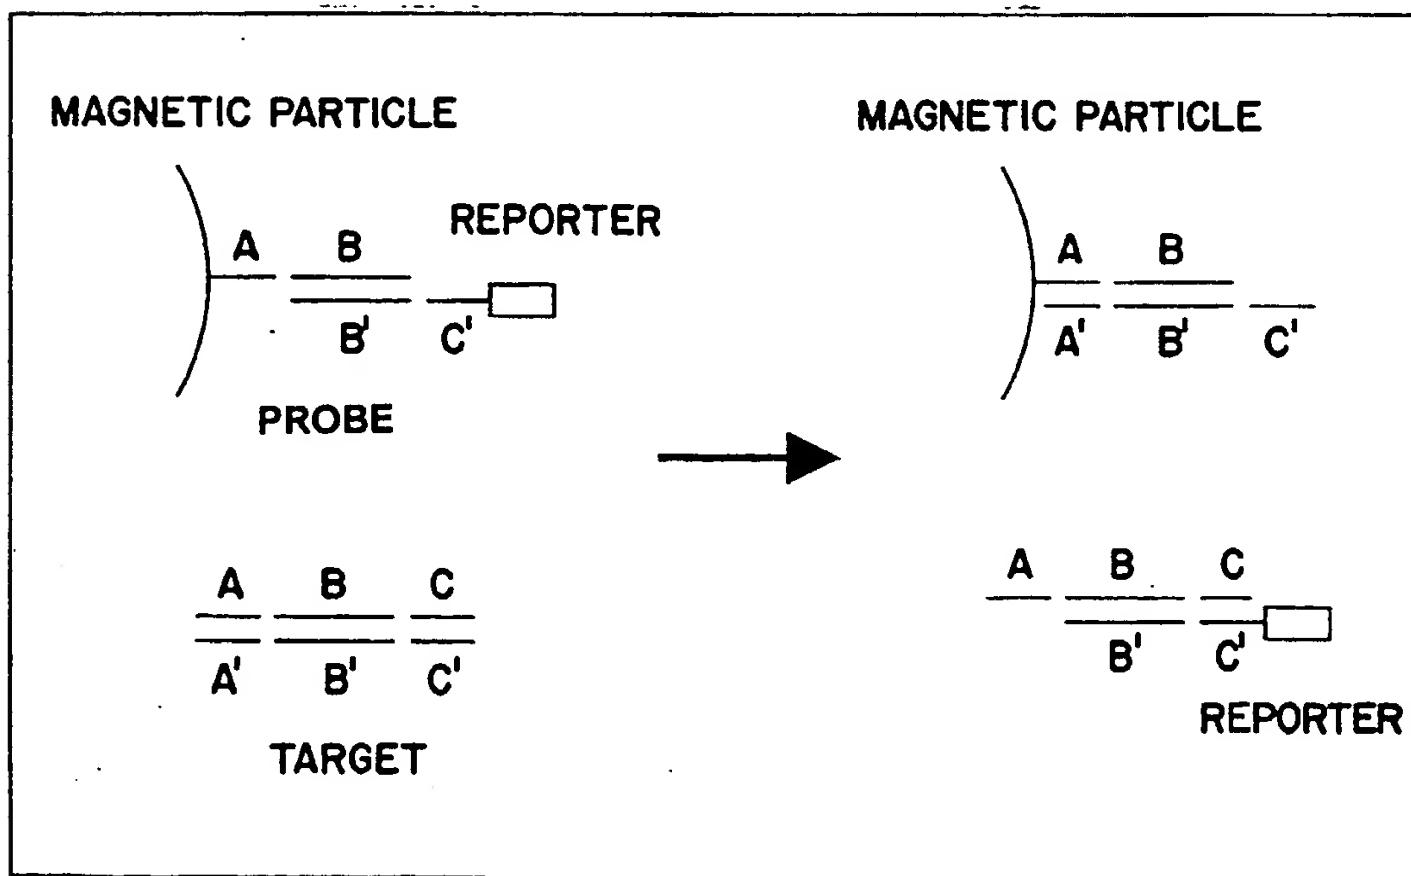 MAGNETIC PARTICLE
REPORTER
A B
B' C'
PROBE
A B C
A' B' C'
TARGET
MAGNETIC PARTICLE
A B
A' B' C'
A B C
B' C'
REPORTER